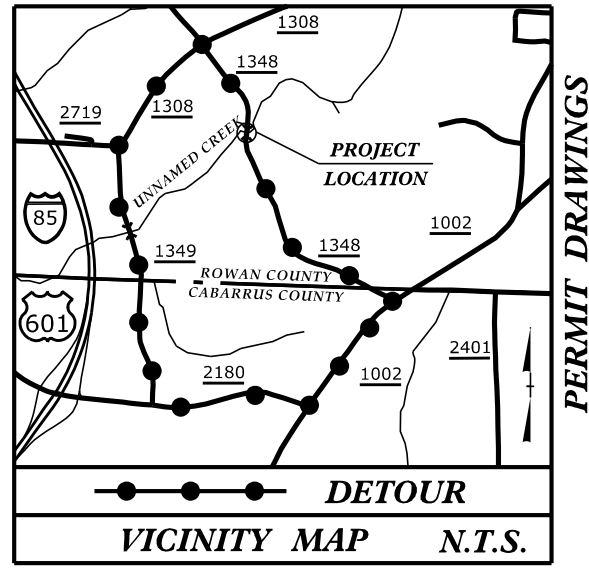 1308
1348
2719
1308
UNNAMED CREEK
PROJECT
LOCATION
85
1002
1349
1348
ROWAN COUNTY
CABARRUS COUNTY
601
2401
2180
1002
DETOUR
VICINITY MAP N.T.S.
PERMIT DRAWINGS